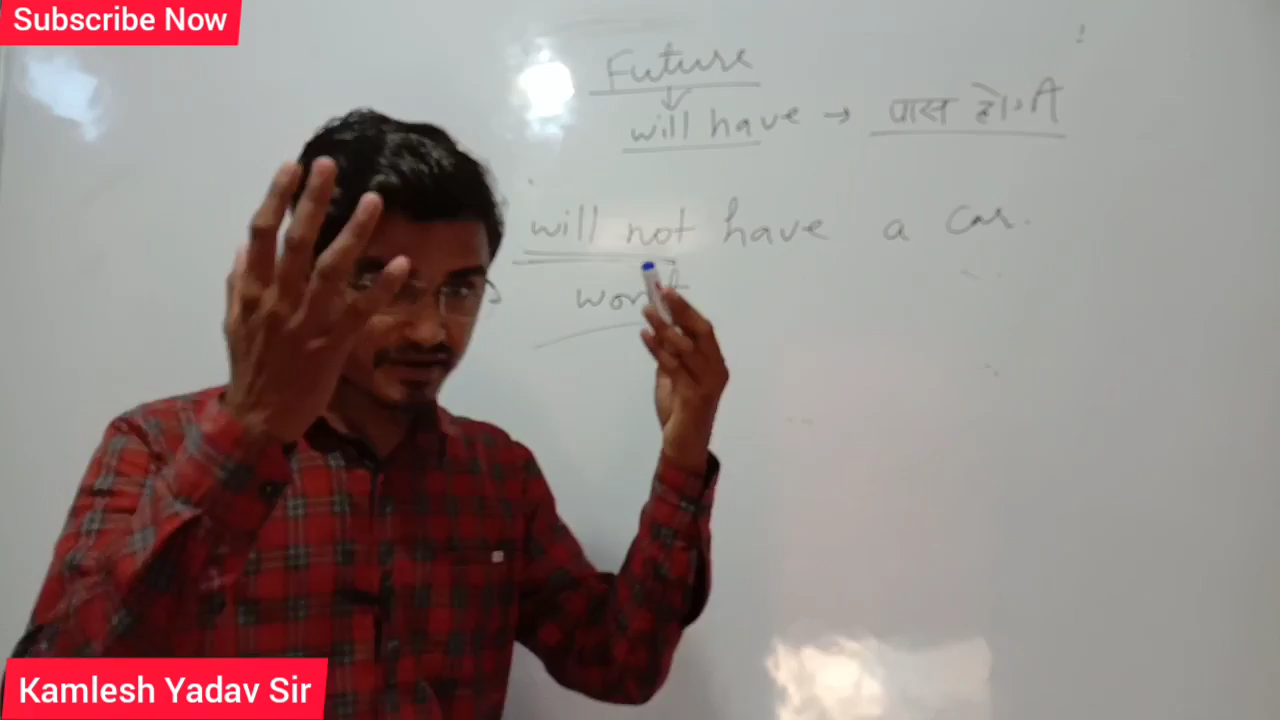 Subscribe Now
Future
will have → पास होगा
will not have a car.
won't
Kamlesh Yadav Sir